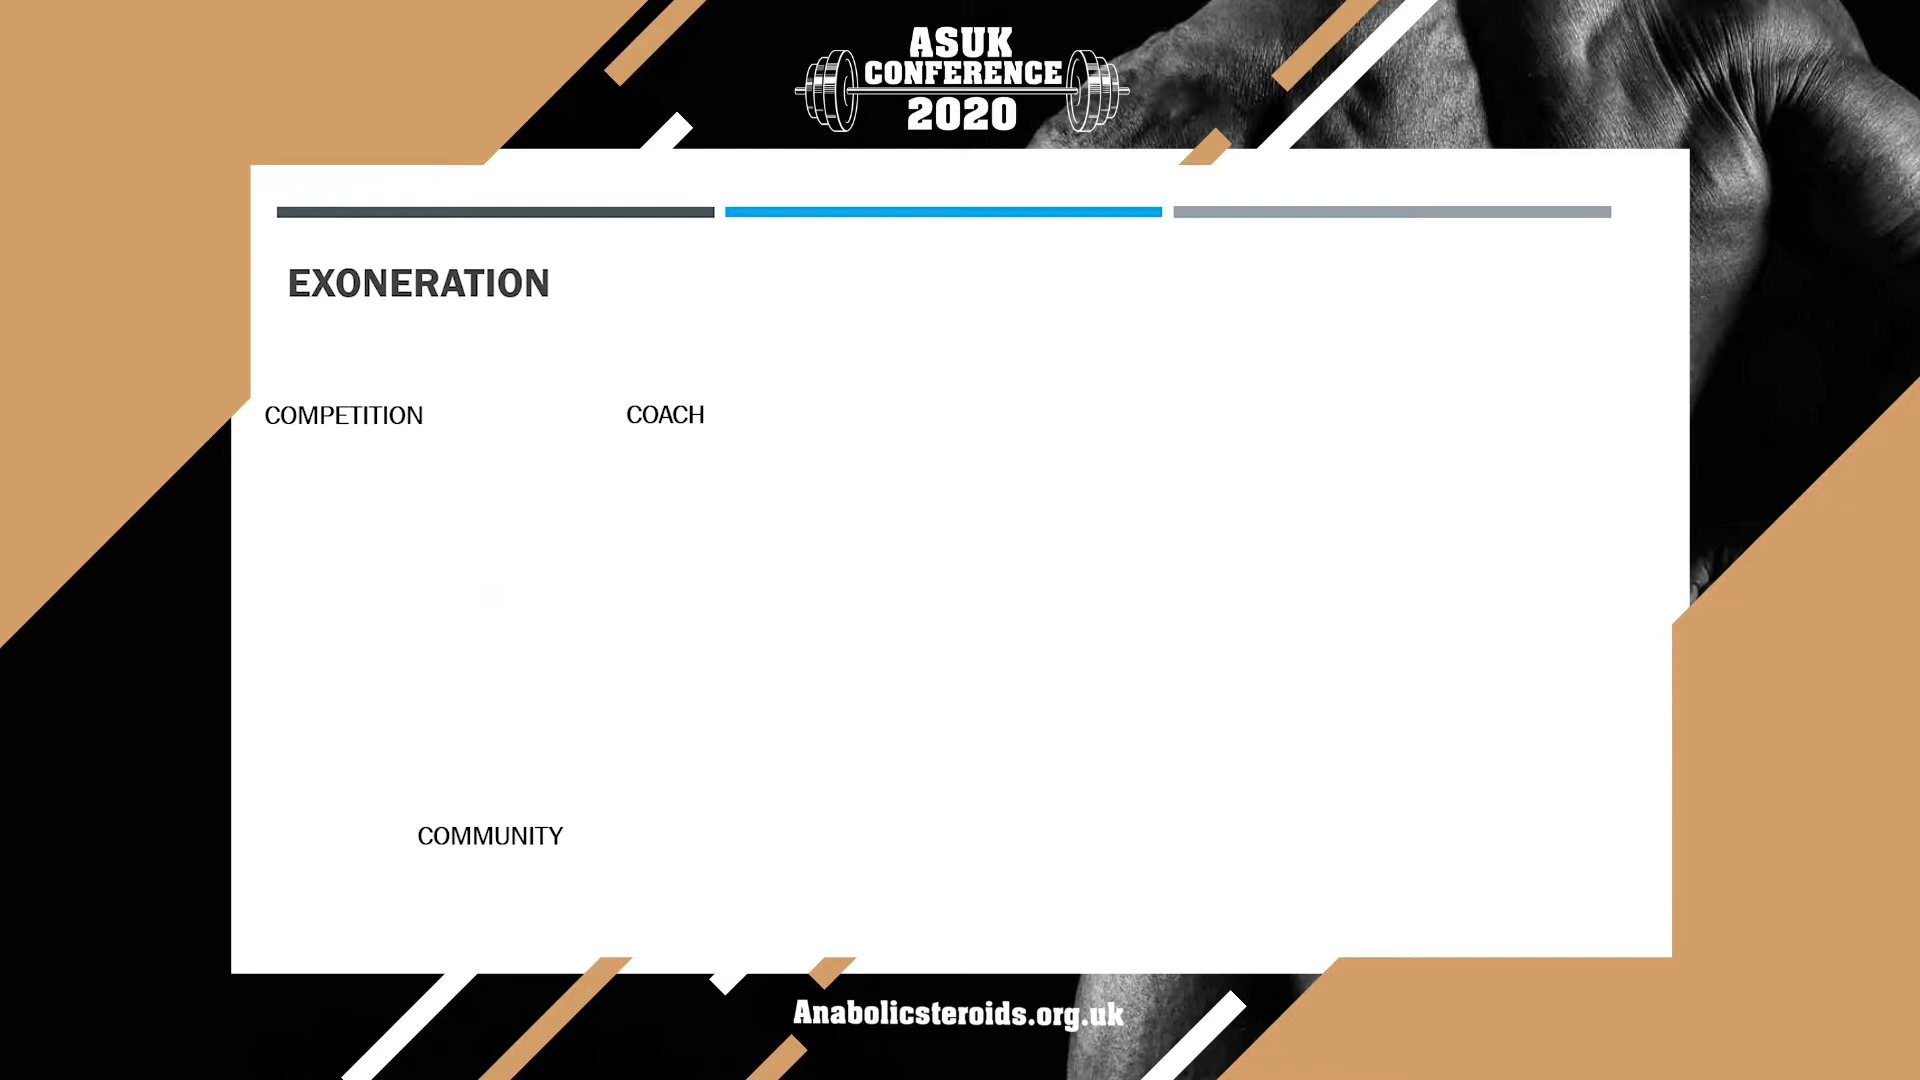 ASUK
CONFERENCE
2020
EXONERATION
COMPETITION
COACH
COMMUNITY
Anabolicsteroids.org.uk